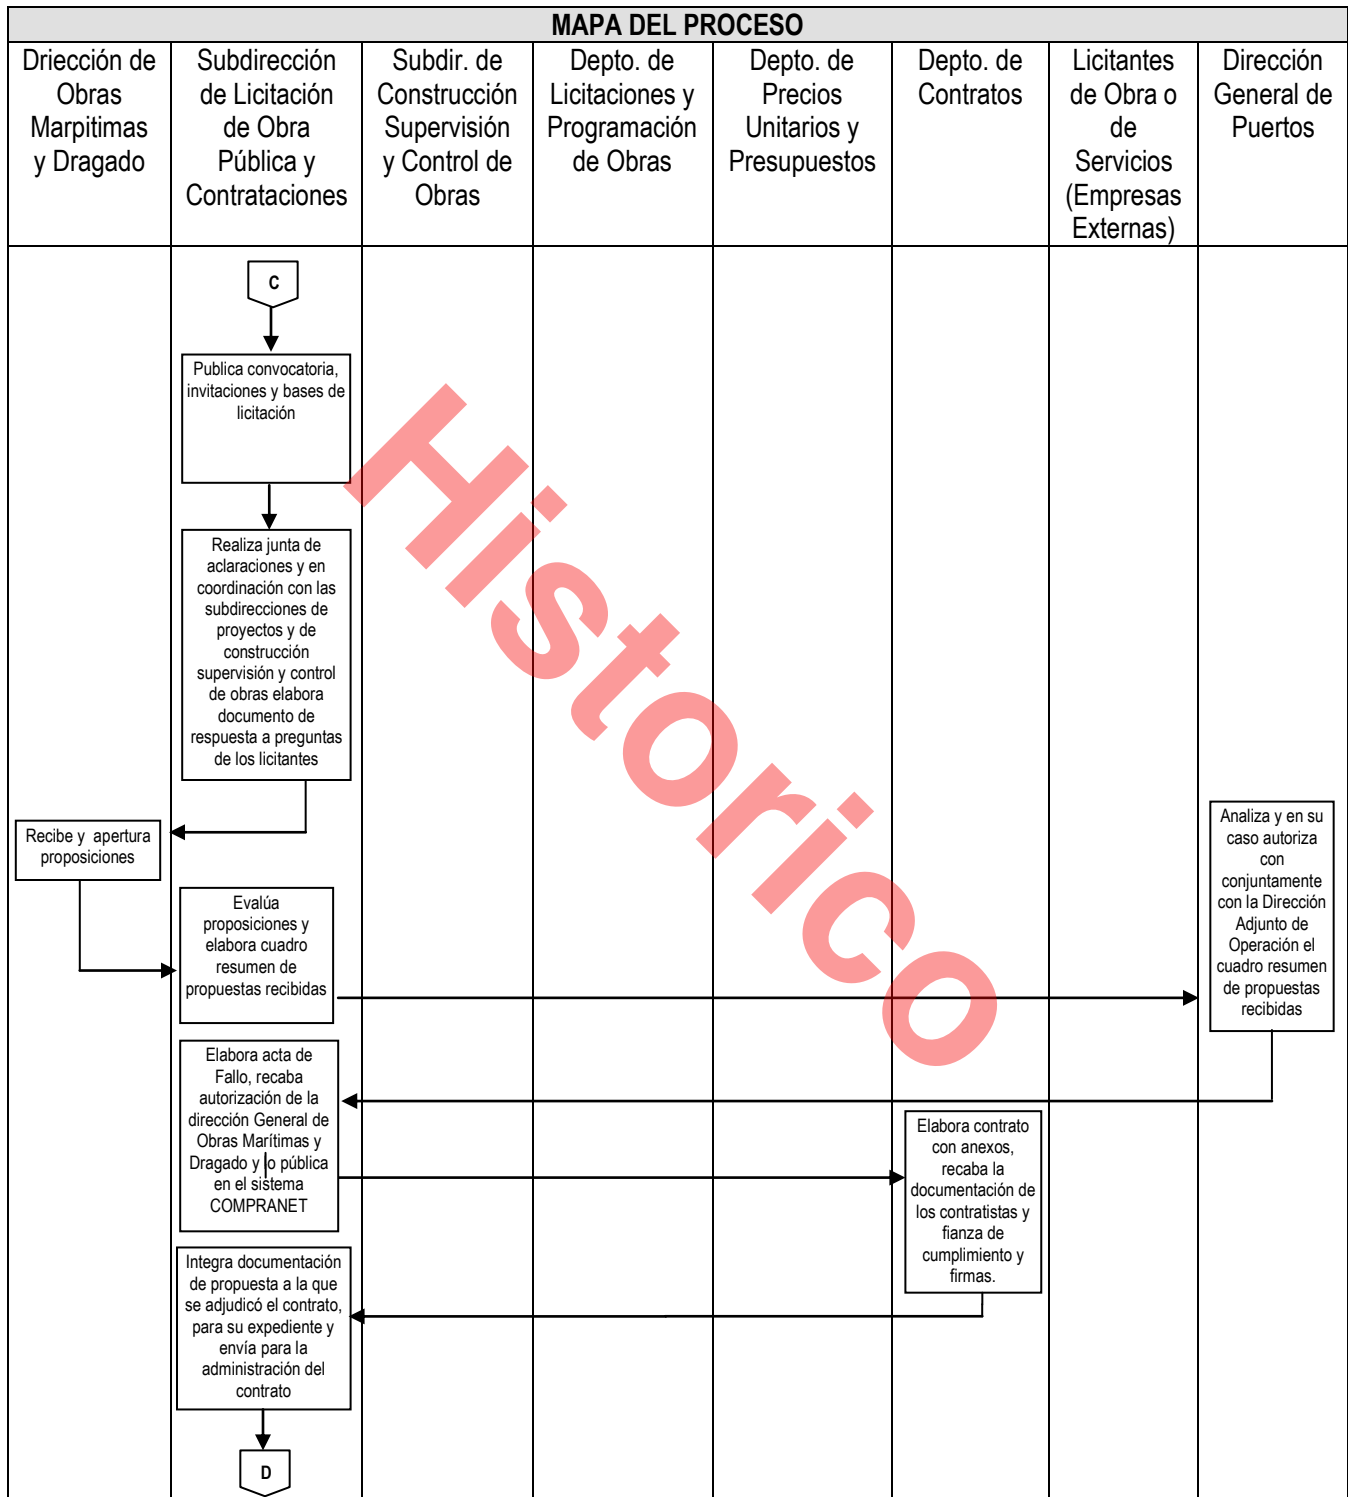 MAPA DEL PROCESO
Driección de
Obras
Marpitimas
y Dragado
Subdirección
de Licitación
de Obra
Pública y
Contrataciones
Subdir. de
Construcción
Supervisión
y Control de
Obras
Depto. de
Licitaciones y
Programación
de Obras
Depto. de
Precios
Unitarios y
Presupuestos
Depto. de
Contratos
Licitantes
de Obra o
de
Servicios
(Empresas
Externas)
Dirección
General de
Puertos
C
Publica convocatoria,
invitaciones y bases de
licitación
Realiza junta de
aclaraciones y en
coordinación con las
subdirecciones de
proyectos y de
construcción
supervisión y control
de obras elabora
documento de
respuesta a preguntas
de los licitantes
Recibe y apertura
proposiciones
Evalúa
proposiciones y
elabora cuadro
resumen de
propuestas recibidas
Analiza y en su
caso autoriza
con
conjuntamente
con la Dirección
Adjunto de
Operación el
cuadro resumen
de propuestas
recibidas
Elabora acta de
Fallo, recaba
autorización de la
dirección General de
Obras Marítimas y
Dragado y lo pública
en el sistema
COMPRANET
Elabora contrato
con anexos,
recaba la
documentación de
los contratistas y
fianza de
cumplimiento y
firmas.
Integra documentación
de propuesta a la que
se adjudicó el contrato,
para su expediente y
envía para la
administración del
contrato
D
Historico